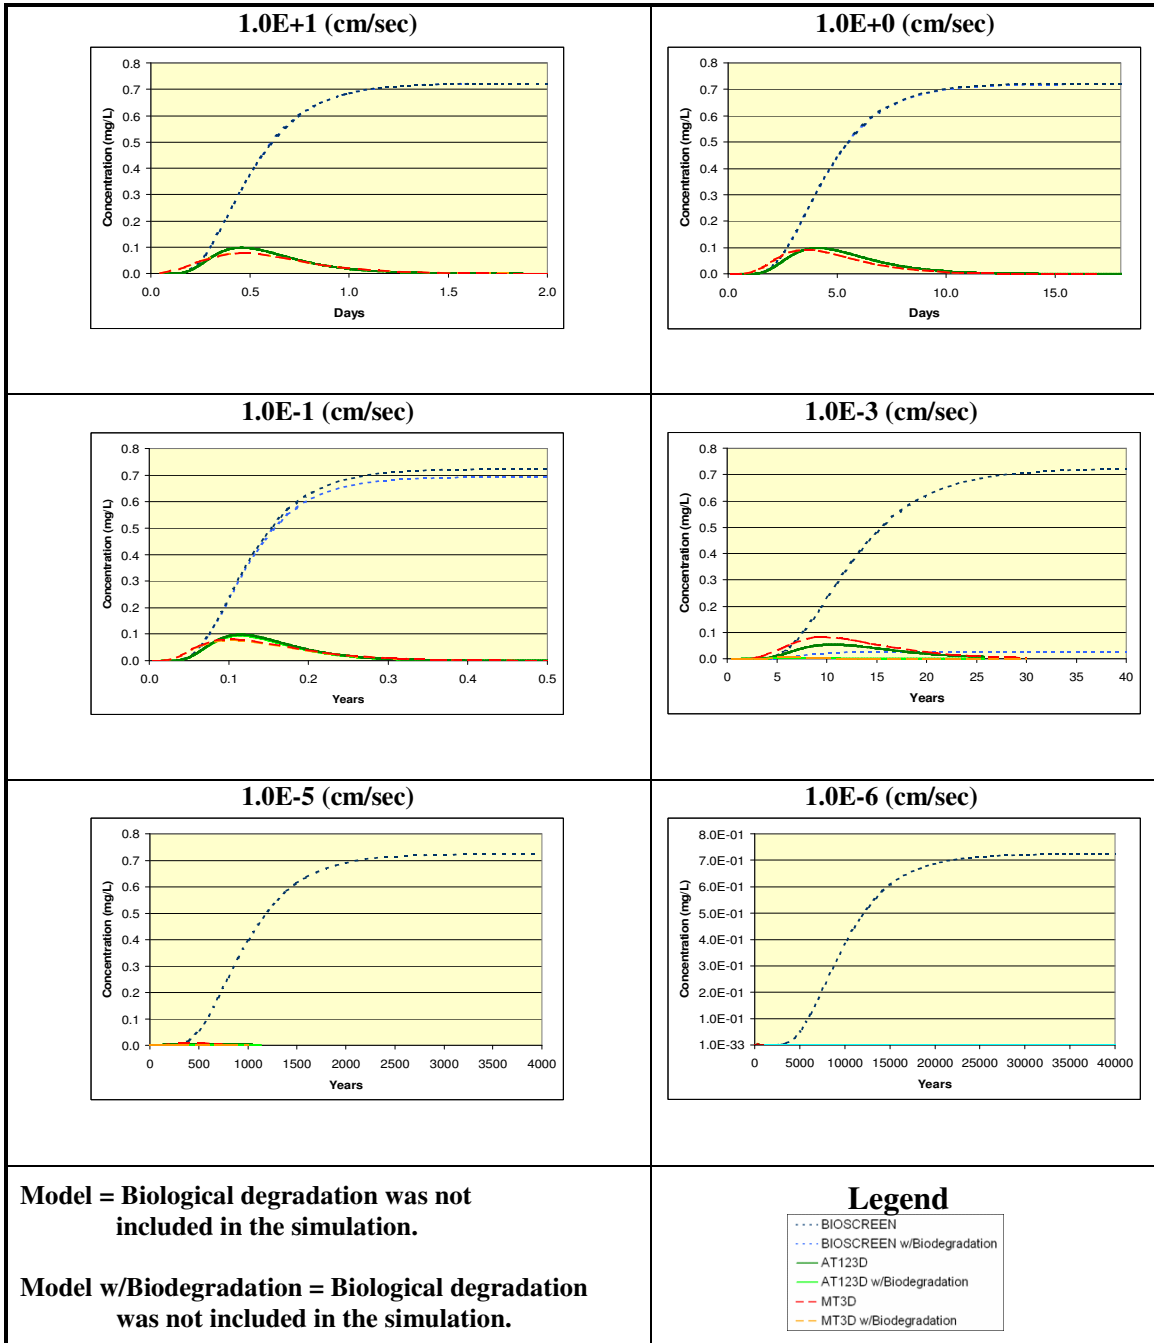 1.0E+1 (cm/sec)
0.8
0.7
0.6
0.5
0.4
0.3
0.2
0.1
0.0
Concentration (mg/L)
0.0 0.5 1.0 1.5 2.0
Days
1.0E+0 (cm/sec)
0.8
0.7
0.6
0.5
0.4
0.3
0.2
0.1
0.0
Concentration (mg/L)
0.0 5.0 10.0 15.0
Days
1.0E-1 (cm/sec)
0.8
0.7
0.6
0.5
0.4
0.3
0.2
0.1
0.0
Concentration (mg/L)
0.0 0.1 0.2 0.3 0.4 0.5
Years
1.0E-3 (cm/sec)
0.8
0.7
0.6
0.5
0.4
0.3
0.2
0.1
0.0
Concentration (mg/L)
0 5 10 15 20 25 30 35 40
Years
1.0E-5 (cm/sec)
0.8
0.7
0.6
0.5
0.4
0.3
0.2
0.1
0.0
Concentration (mg/L)
0 500 1000 1500 2000 2500 3000 3500 4000
Years
1.0E-6 (cm/sec)
8.0E-01
7.0E-01
6.0E-01
5.0E-01
4.0E-01
3.0E-01
2.0E-01
1.0E-01
1.0E-33
Concentration (mg/L)
0 5000 10000 15000 20000 25000 30000 35000 40000
Years
Model = Biological degradation was not
included in the simulation.
Model w/Biodegradation = Biological degradation
was not included in the simulation.
Legend
BIOSCREEN
BIOSCREEN w/Biodegradation
AT123D
AT123D w/Biodegradation
MT3D
MT3D w/Biodegradation